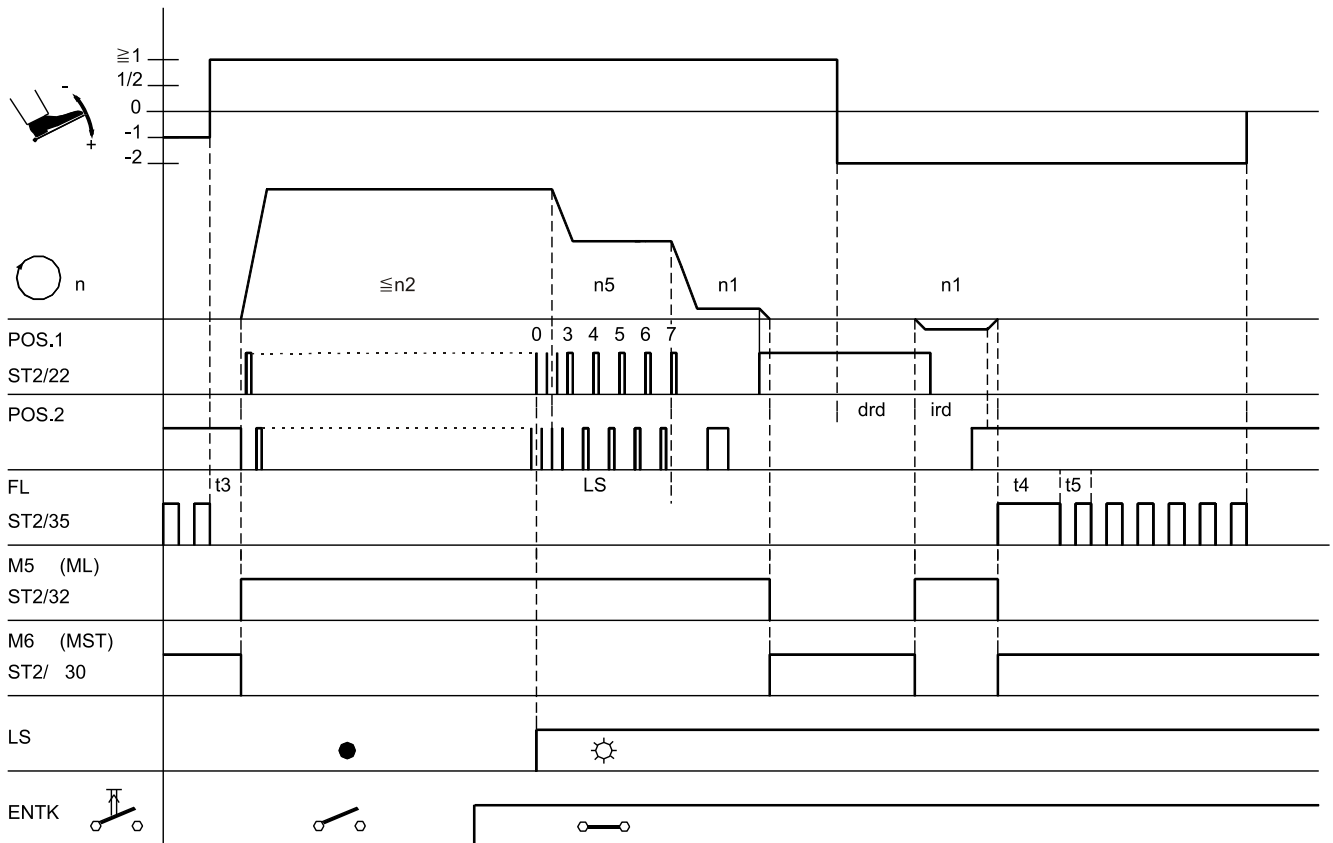 ≧1
1/2
0
-1
-2
-
+
n
≦n2
n5
n1
n1
POS.1
0 3 4 5 6 7
ST2/22
POS.2
drd ird
FL
t3
LS
t4 t5
ST2/35
M5 (ML)
ST2/32
M6 (MST)
ST2/ 30
LS
ENTK